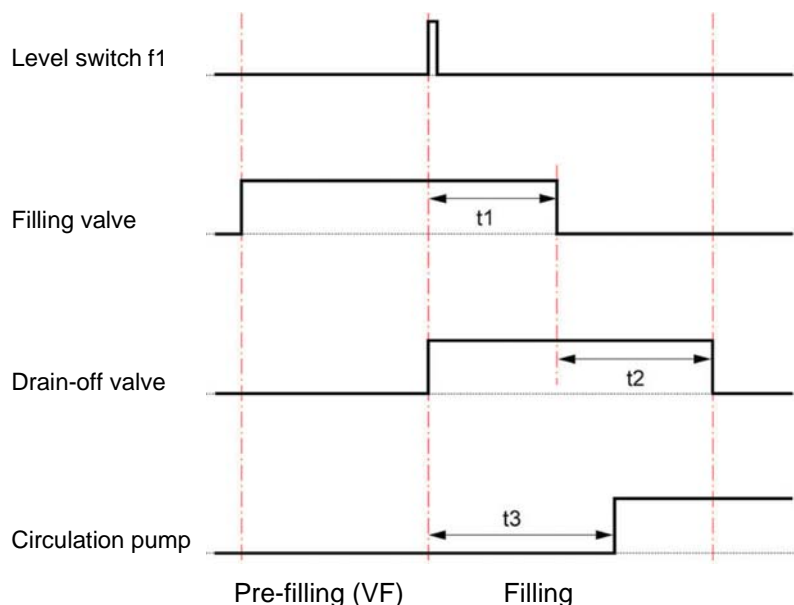 Level switch f1
Filling valve
t1
Drain-off valve
t2
Circulation pump
t3
Pre-filling (VF)
Filling